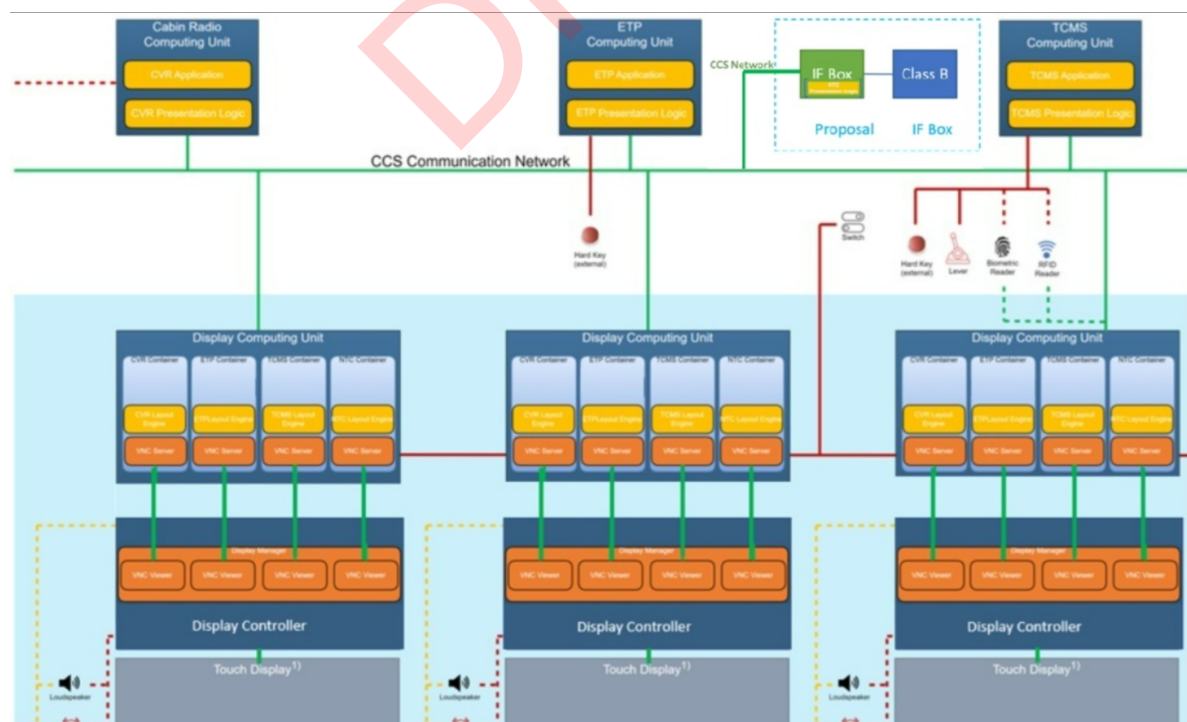 Cabin Radio
Computing Unit
CVR Application
CVR Presentation Logic
ETP
Computing Unit
ETP Application
ETP Presentation Logic
CCS Network
IF Box
Class B
Proposal
IF Box
TCMS
Computing Unit
TCMS Application
TCMS Presentation Logic
CCS Communication Network
Hard Key
(external)
Switch
Hard Key
(external)
Lever
Biometric
Reader
RFID
Reader
Display Computing Unit
CVR Container
ETP Container
TCMS Container
NTC Container
CVR Layout
Engine
ETPLayout Engine
TCMS Layout
Engine
NTC Layout Engine
VNC Server
VNC Server
VNC Server
VNC Server
Display Manager
VNC Viewer
VNC Viewer
VNC Viewer
VNC Viewer
Display Controller
Touch Display1)
Loudspeaker
Display Computing Unit
CVR Container
ETP Container
TCMS Container
NTC Container
CVR Layout
Engine
ETPLayout Engine
TCMS Layout
Engine
NTC Layout Engine
VNC Server
VNC Server
VNC Server
VNC Server
Display Manager
VNC Viewer
VNC Viewer
VNC Viewer
VNC Viewer
Display Controller
Touch Display1)
Loudspeaker
Display Computing Unit
CVR Container
ETP Container
TCMS Container
NTC Container
CVR Layout
Engine
ETPLayout Engine
TCMS Layout
Engine
NTC Layout Engine
VNC Server
VNC Server
VNC Server
VNC Server
Display Manager
VNC Viewer
VNC Viewer
VNC Viewer
VNC Viewer
Display Controller
Touch Display1)
Loudspeaker